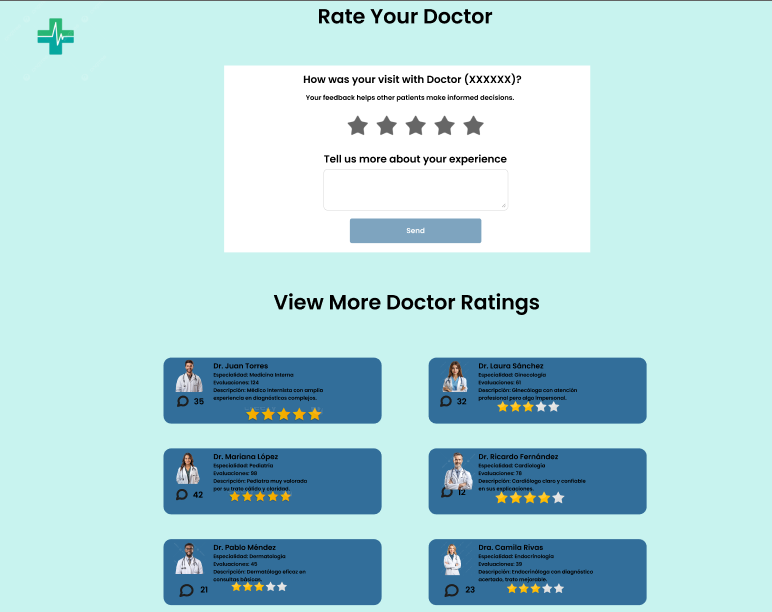 Rate Your Doctor
How was your visit with Doctor (XXXXXX)?
Your feedback helps other patients make informed decisions.
Tell us more about your experience
Send
View More Doctor Ratings
Dr. Juan Torres
Especialidad: Medicina Interna
Evaluaciones: 124
Descripción: Médico internista con amplia
experiencia en diagnósticos complejos.
35
Dr. Laura Sánchez
Especialidad: Ginecología
Evaluaciones: 61
Descripción: Ginecóloga con atención
profesional pero algo impersonal.
32
Dr. Mariana López
Especialidad: Pediatría
Evaluaciones: 98
Descripción: Pediatra muy valorada
por su trato cálido y claridad.
42
Dr. Ricardo Fernández
Especialidad: Cardiología
Evaluaciones: 79
Descripción: Cardiólogo claro y confiable
en sus explicaciones.
12
Dr. Pablo Méndez
Especialidad: Dermatología
Evaluaciones: 45
Descripción: Dermatólogo eficaz en
consultas básicas.
21
Dra. Camila Rivas
Especialidad: Endocrinología
Evaluaciones: 39
Descripción: Endocrinóloga con diagnóstico
acertado, trato mejorable.
23